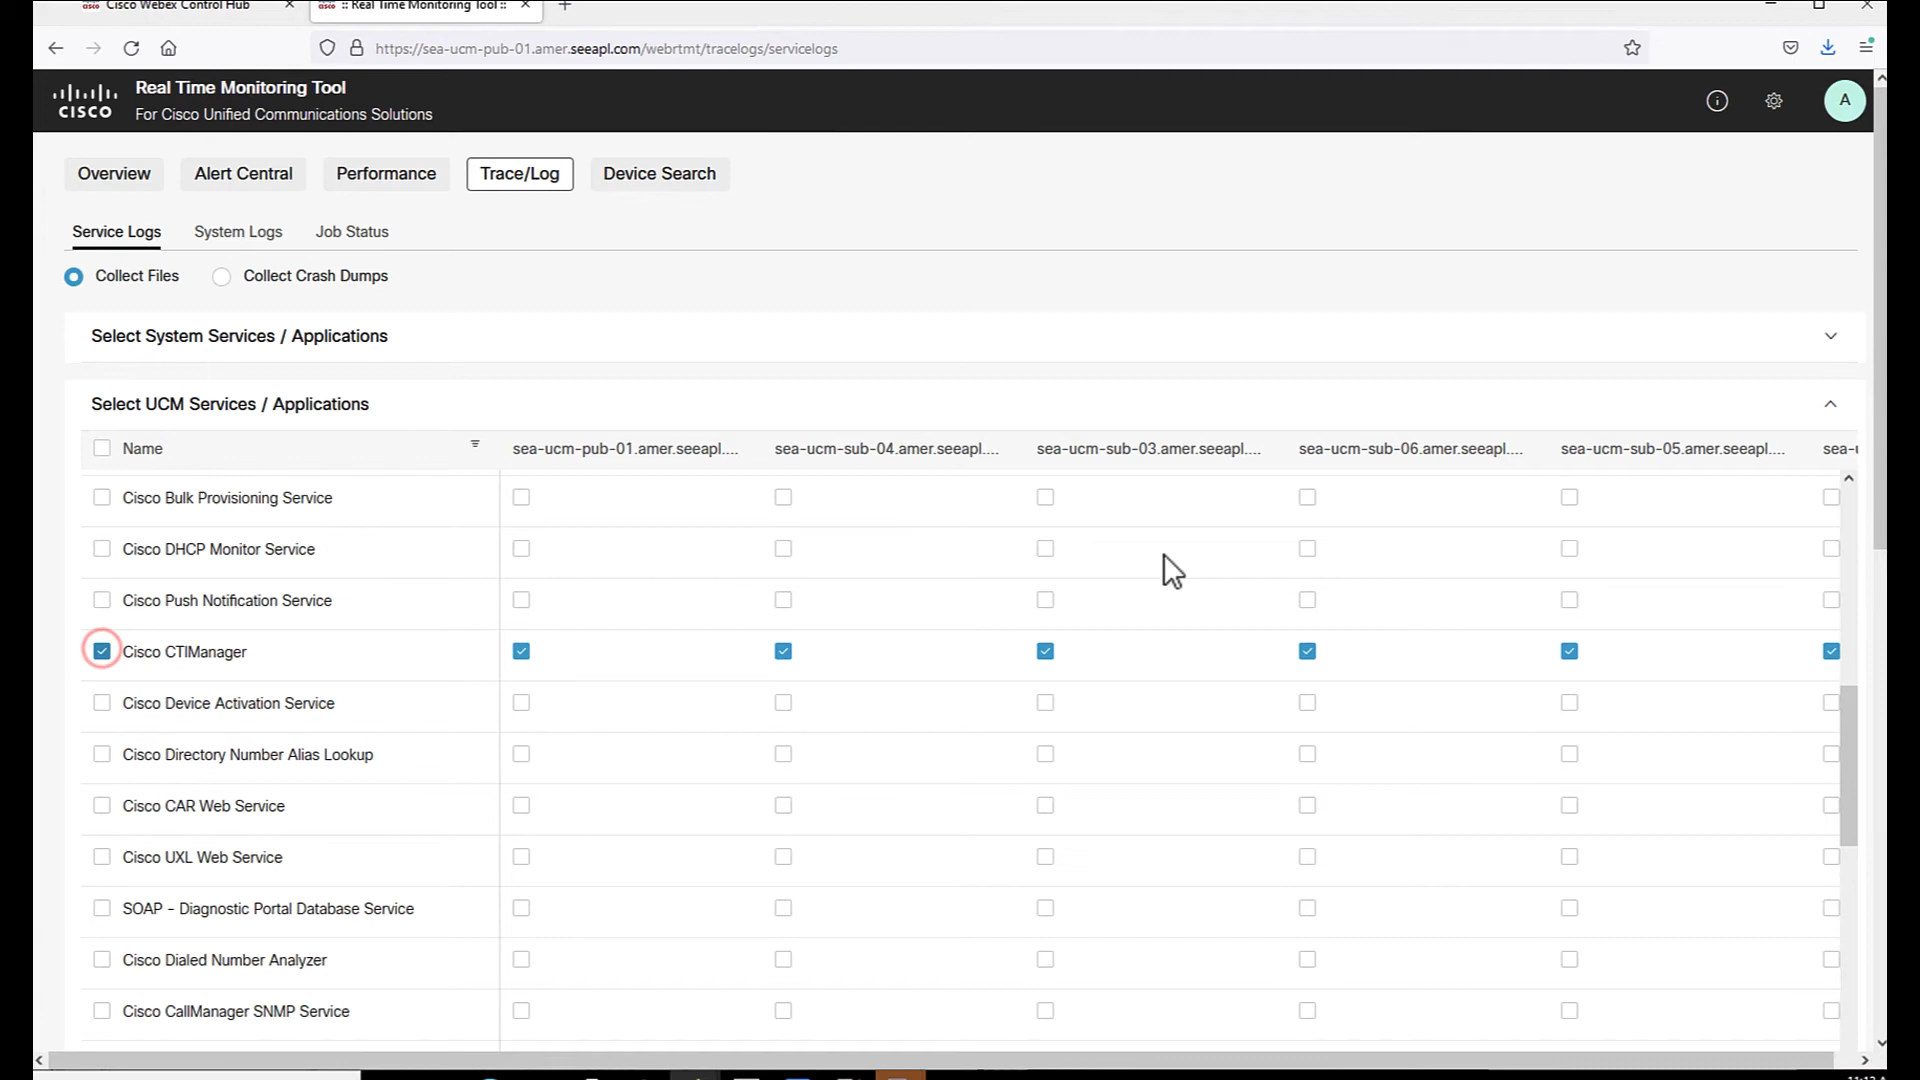 Cisco Webex Control Hub
:: Real Time Monitoring Tool ::
https://sea-ucm-pub-01.amer.seeapl.com/webrtmt/tracelogs/servicelogs
CISCO
Real Time Monitoring Tool
For Cisco Unified Communications Solutions
A
Overview
Alert Central
Performance
Trace/Log
Device Search
Service Logs
System Logs
Job Status
Collect Files
Collect Crash Dumps
Select System Services / Applications
Select UCM Services / Applications
Name
sea-ucm-pub-01.amer.seeapl....
sea-ucm-sub-04.amer.seeapl....
sea-ucm-sub-03.amer.seeapl....
sea-ucm-sub-06.amer.seeapl....
sea-ucm-sub-05.amer.seeapl....
Cisco Bulk Provisioning Service
Cisco DHCP Monitor Service
Cisco Push Notification Service
Cisco CTIManager
Cisco Device Activation Service
Cisco Directory Number Alias Lookup
Cisco CAR Web Service
Cisco UXL Web Service
SOAP - Diagnostic Portal Database Service
Cisco Dialed Number Analyzer
Cisco CallManager SNMP Service